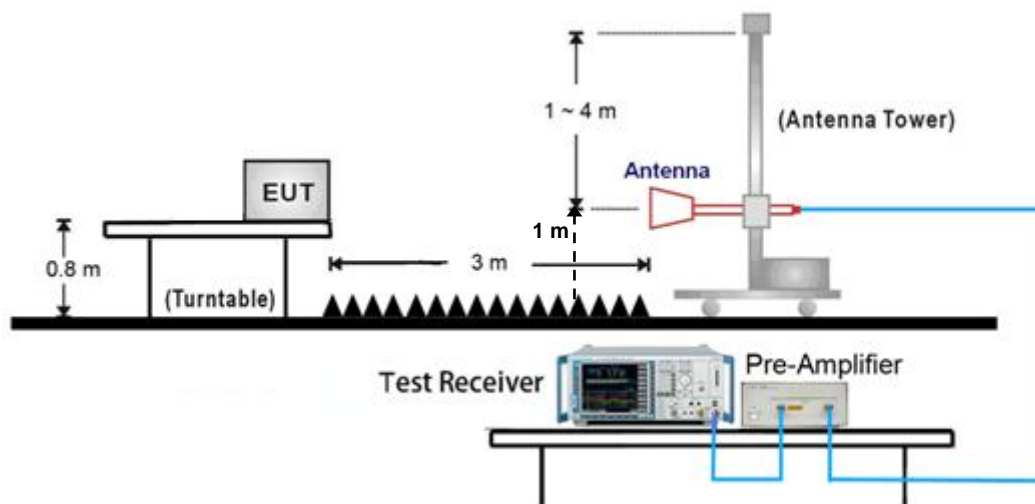 1 ~ 4 m
(Antenna Tower)
Antenna
EUT
1 m
0.8 m
3 m
(Turntable)
Test Receiver
Pre-Amplifier